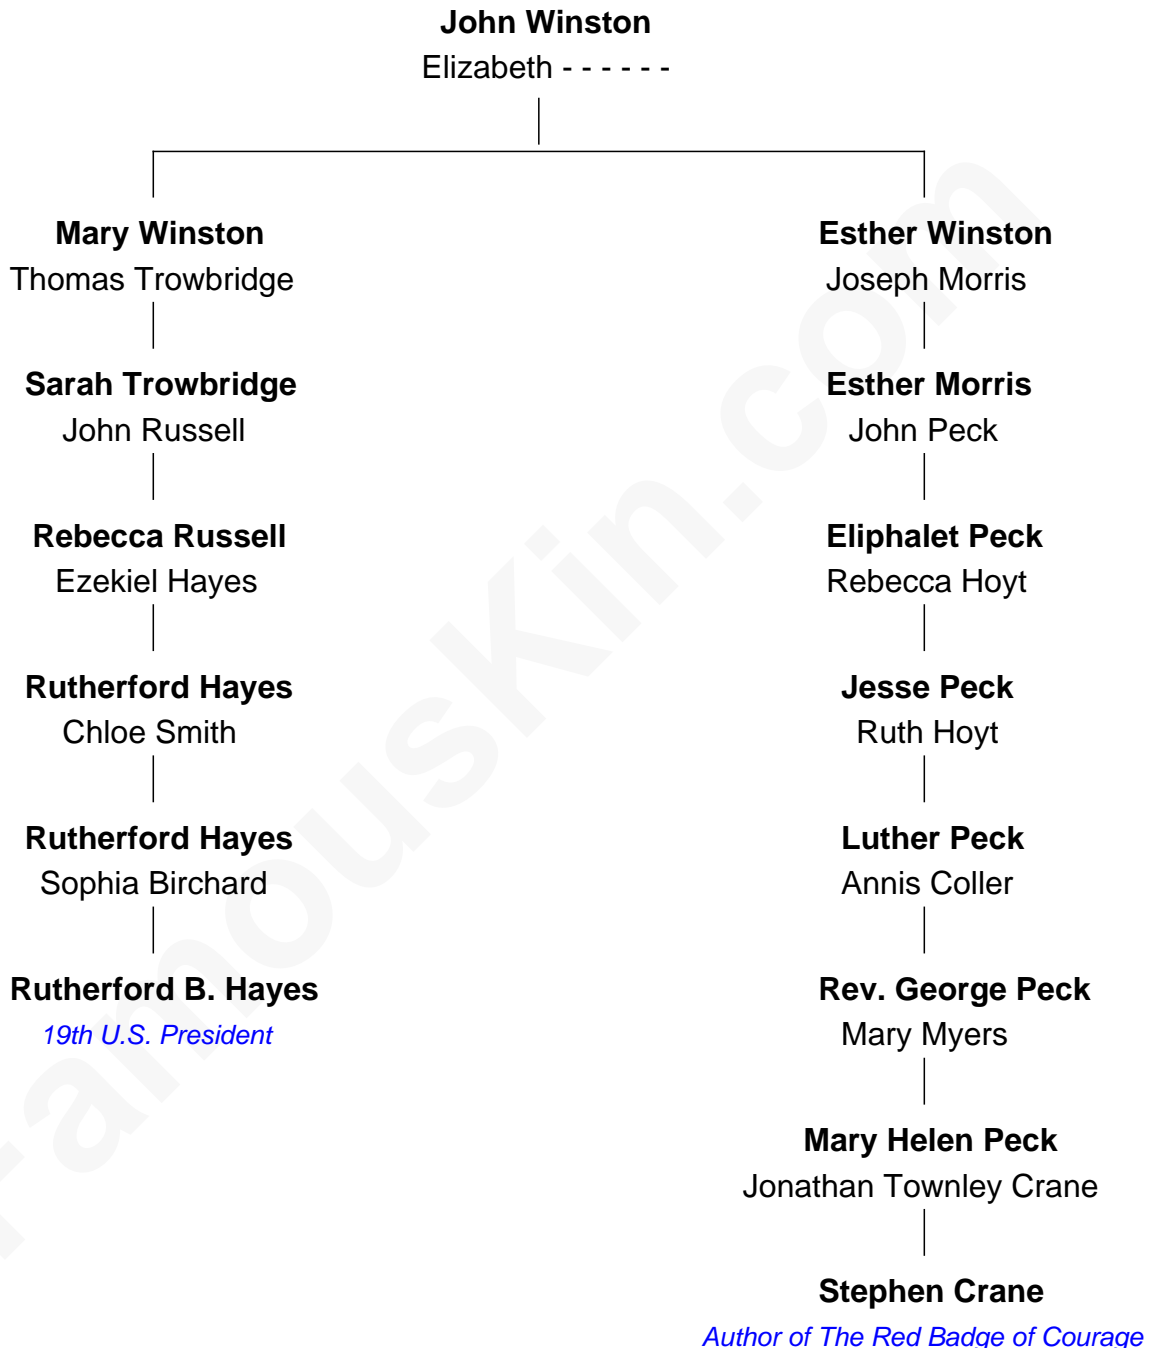 John Winston
Elizabeth - - - - - -
Mary Winston
Thomas Trowbridge
Sarah Trowbridge
John Russell
Rebecca Russell
Ezekiel Hayes
Rutherford Hayes
Chloe Smith
Rutherford Hayes
Sophia Birchard
Rutherford B. Hayes
19th U.S. President
Esther Winston
Joseph Morris
Esther Morris
John Peck
Eliphalet Peck
Rebecca Hoyt
Jesse Peck
Ruth Hoyt
Luther Peck
Annis Coller
Rev. George Peck
Mary Myers
Mary Helen Peck
Jonathan Townley Crane
Stephen Crane
Author of The Red Badge of Courage
FamousKin.com